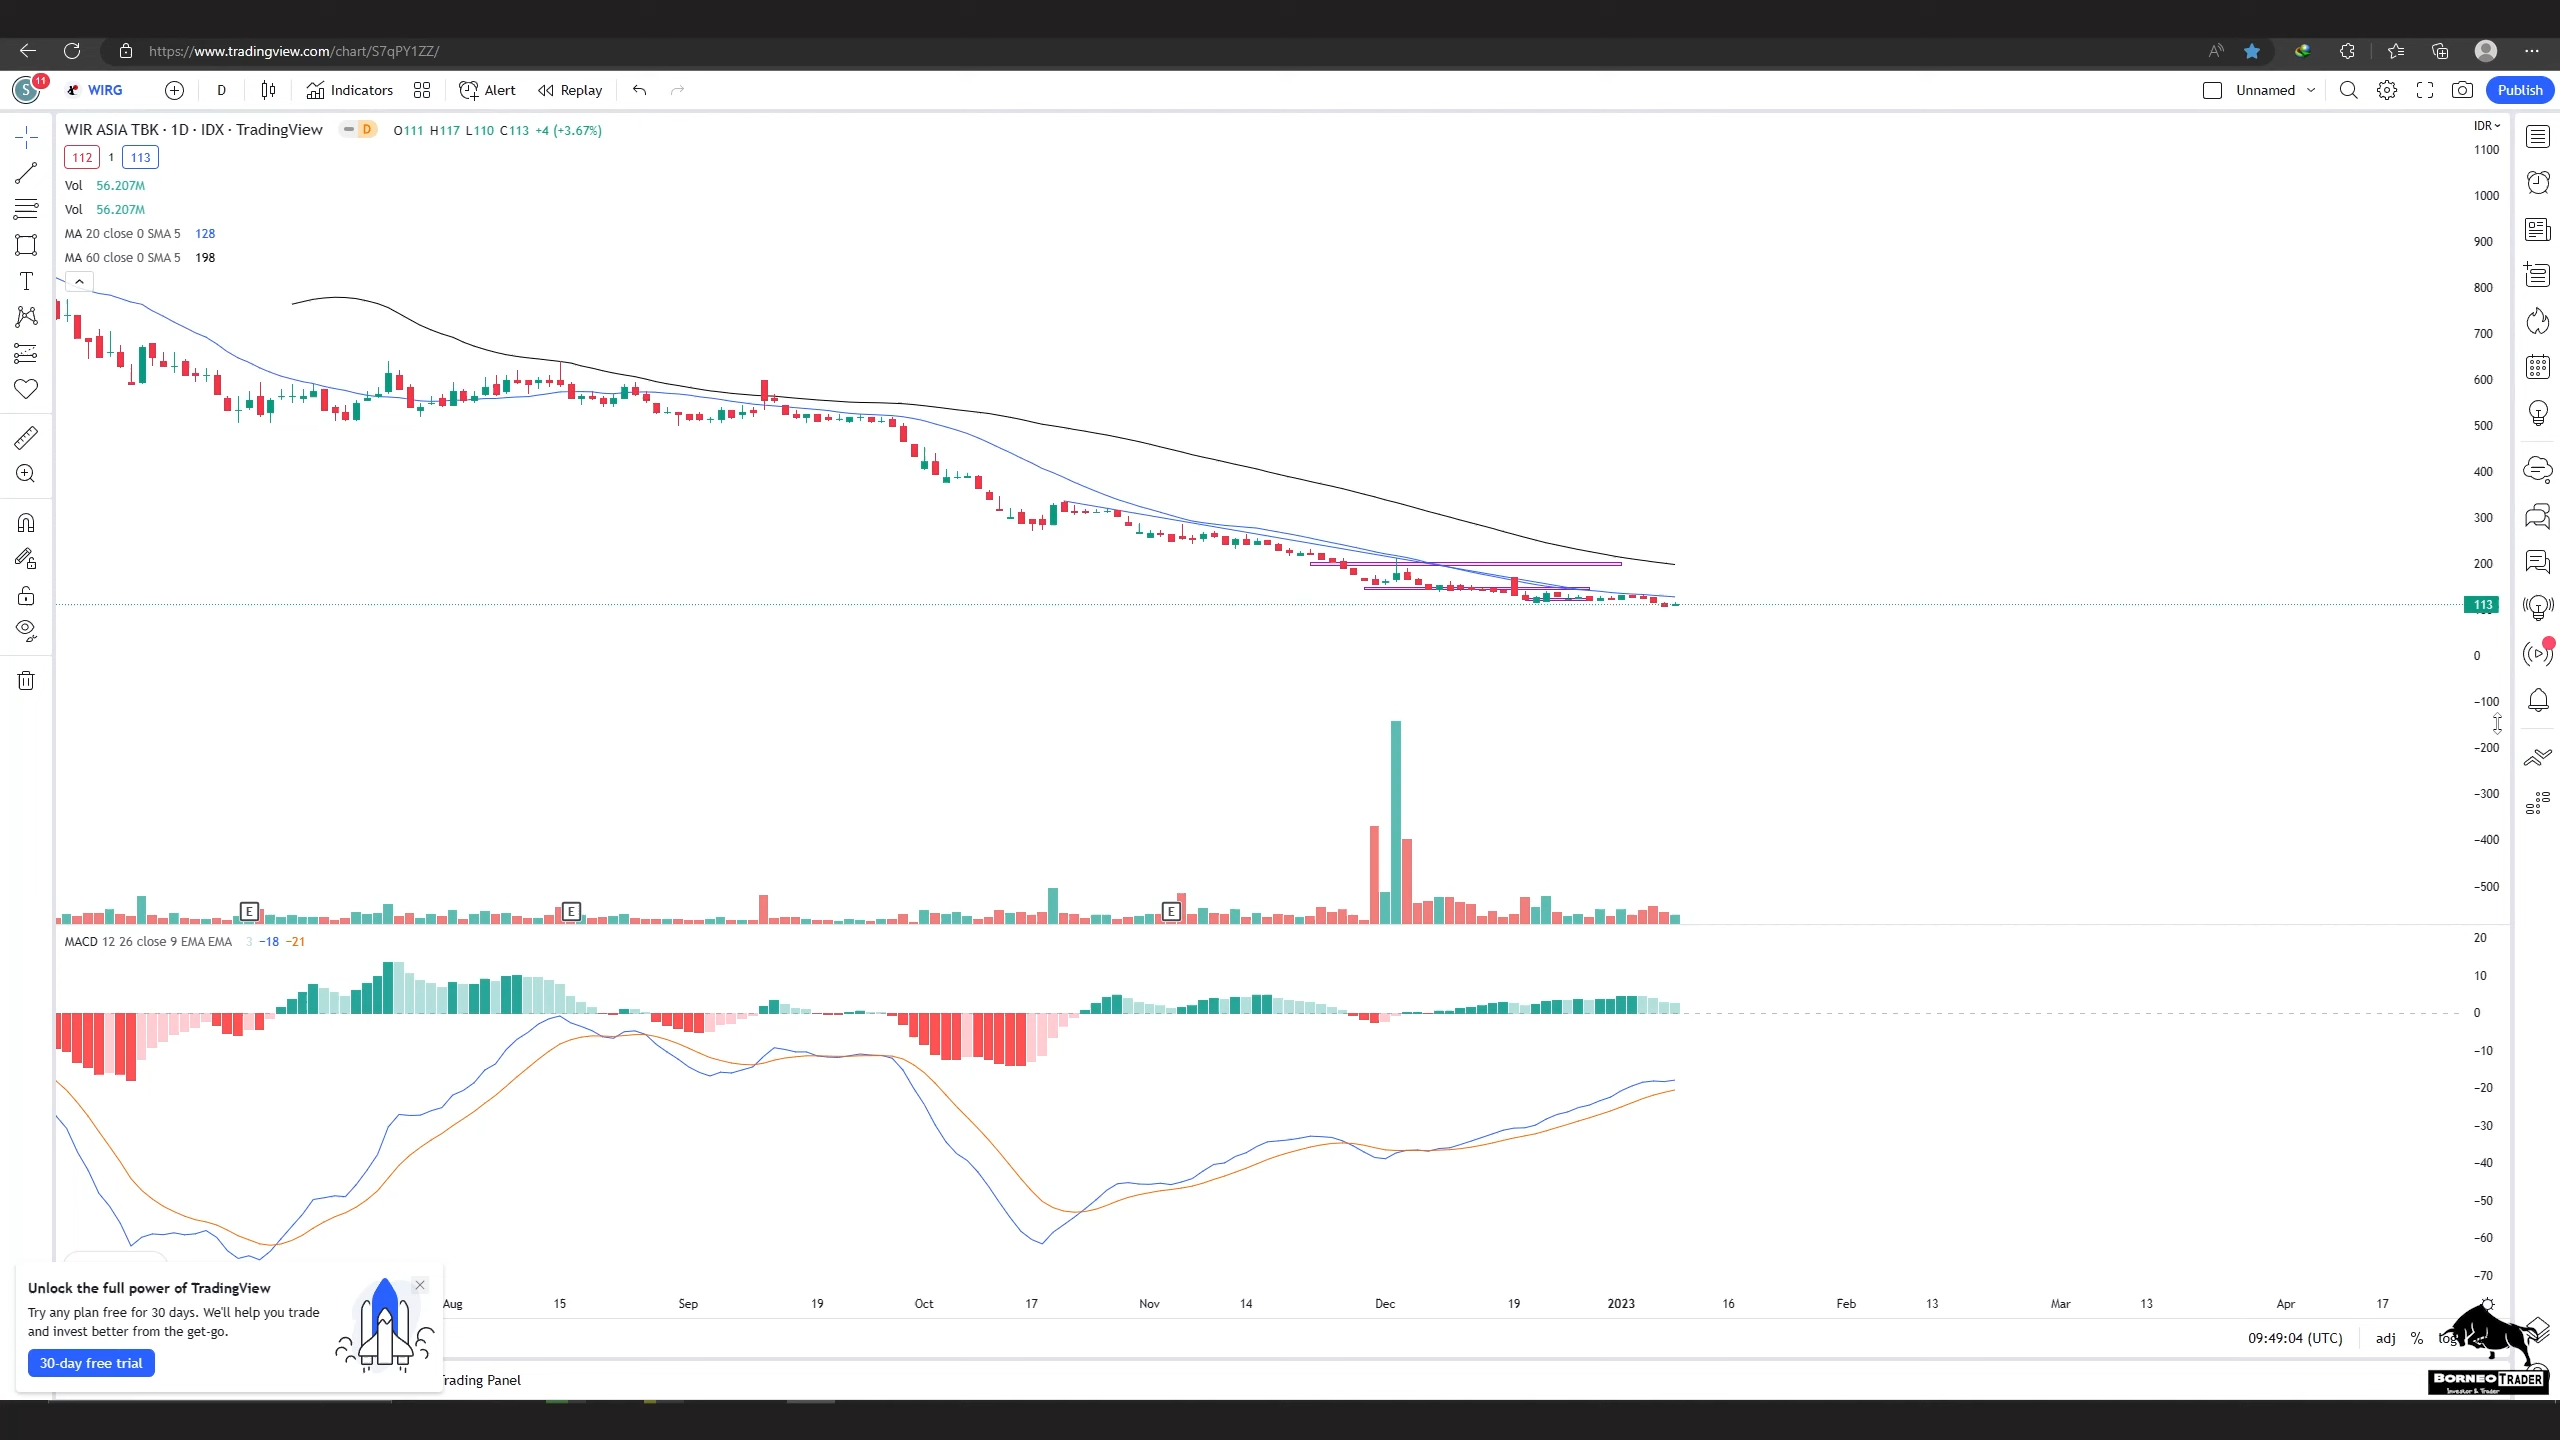 https://www.tradingview.com/chart/S7qPY1ZZ/
S 11 WIRG D Indicators Alert Replay Unnamed Publish
WIR ASIA TBK · 1D · IDX · TradingView D O111 H117 L110 C113 +4 (+3.67%)
IDR
112 1 113
Vol 56.207M
Vol 56.207M
MA 20 close 0 SMA 5 128
MA 60 close 0 SMA 5 198
1100
1000
900
800
700
600
500
400
300
200
113
0
−100
−200
−300
−400
−500
E E E
MACD 12 26 close 9 EMA EMA 3 −18 −21
20
10
0
−10
−20
−30
−40
−50
−60
−70
Unlock the full power of TradingView
Try any plan free for 30 days. We'll help you trade
and invest better from the get-go.
30-day free trial
Aug 15 Sep 19 Oct 17 Nov 14 Dec 19 2023 16 Feb 13 Mar 13 Apr 17
09:49:04 (UTC) adj % log
rading Panel
BORNEO TRADER
Investor & Trader